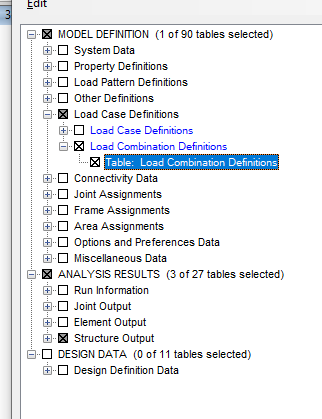 Edit
3
MODEL DEFINITION (1 of 90 tables selected)
System Data
Property Definitions
Load Pattern Definitions
Other Definitions
Load Case Definitions
Load Case Definitions
Load Combination Definitions
Table: Load Combination Definitions
Connectivity Data
Joint Assignments
Frame Assignments
Area Assignments
Options and Preferences Data
Miscellaneous Data
ANALYSIS RESULTS (3 of 27 tables selected)
Run Information
Joint Output
Element Output
Structure Output
DESIGN DATA (0 of 11 tables selected)
Design Definition Data